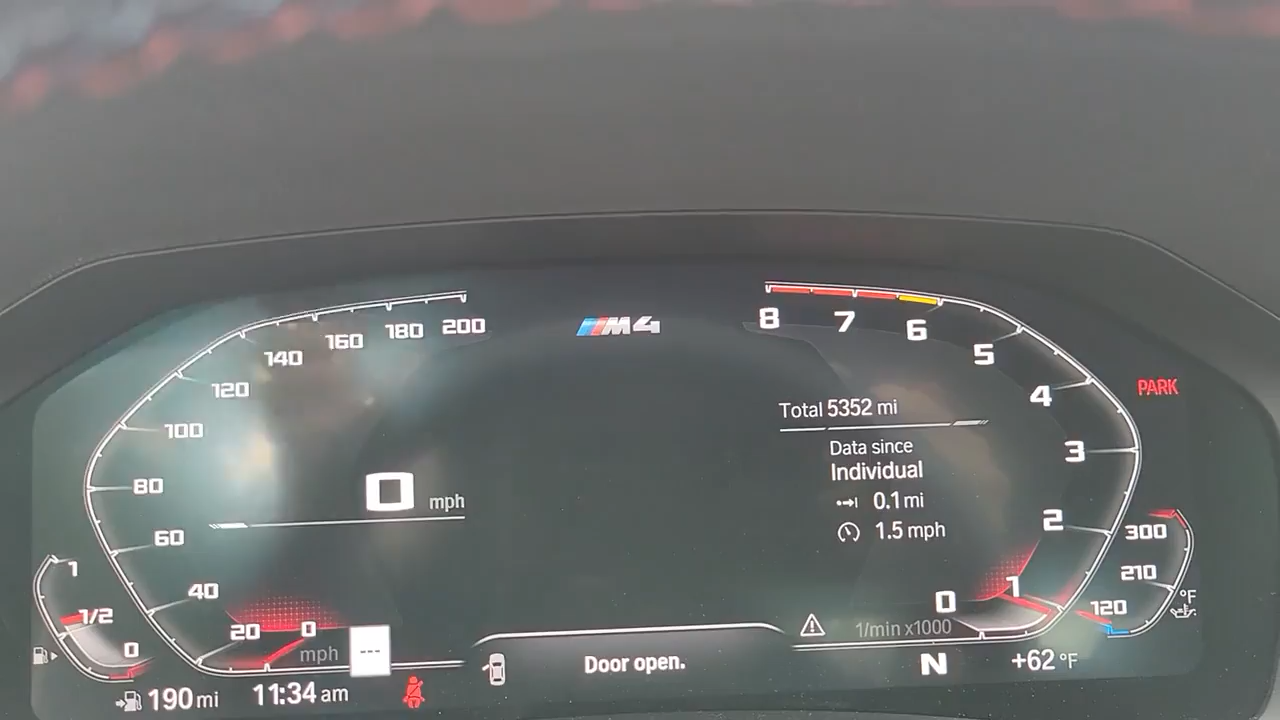 M4
200
180
160
140
120
100
80
60
40
20
0
mph
0 mph
---
8
7
6
5
4
3
2
1
0
1/min x1000
PARK
Total 5352 mi
Data since
Individual
0.1 mi
1.5 mph
1
1/2
0
300
210
120
°F
Door open.
N
+62 °F
190 mi
11:34 am